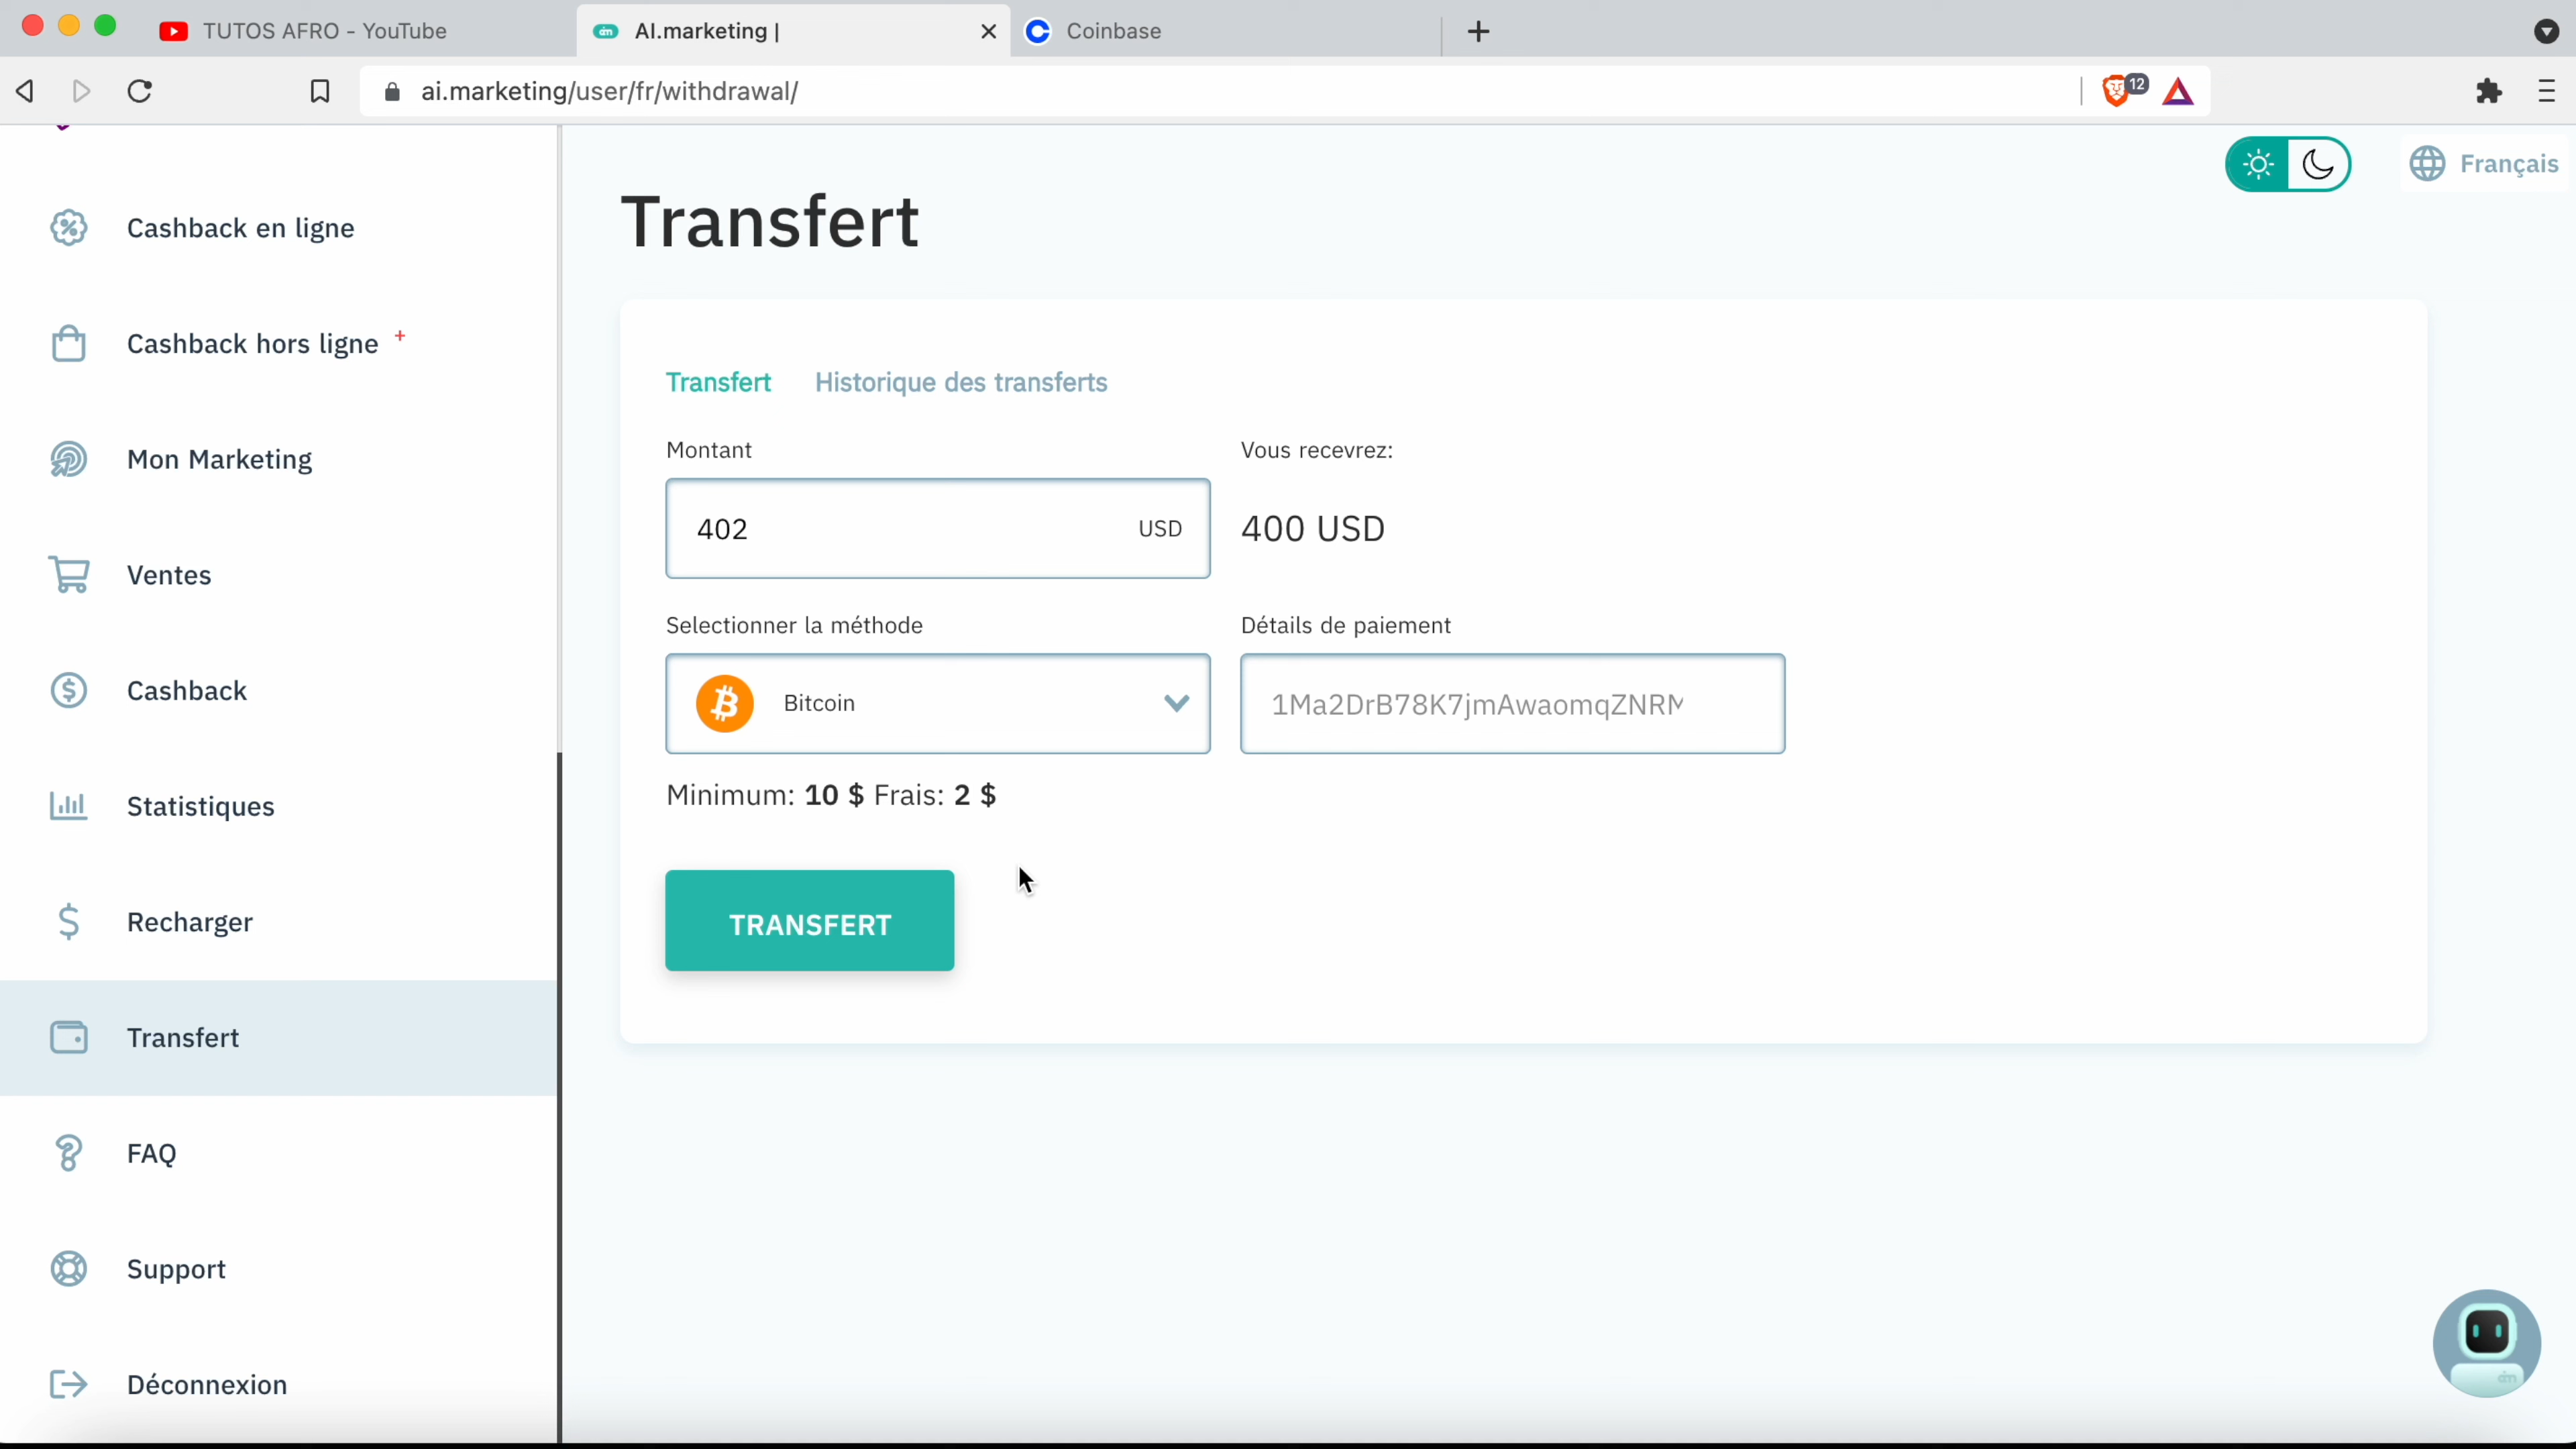 TUTOS AFRO - YouTube
AI.marketing |
Coinbase
ai.marketing/user/fr/withdrawal/
12
Français
Cashback en ligne
Cashback hors ligne +
Mon Marketing
Ventes
Cashback
Statistiques
Recharger
Transfert
FAQ
Support
Déconnexion
Transfert
Transfert Historique des transferts
Montant
Vous recevrez:
402 USD
400 USD
Selectionner la méthode
Détails de paiement
Bitcoin
1Ma2DrB78K7jmAwaomqZNRM
Minimum: 10 $ Frais: 2 $
TRANSFERT